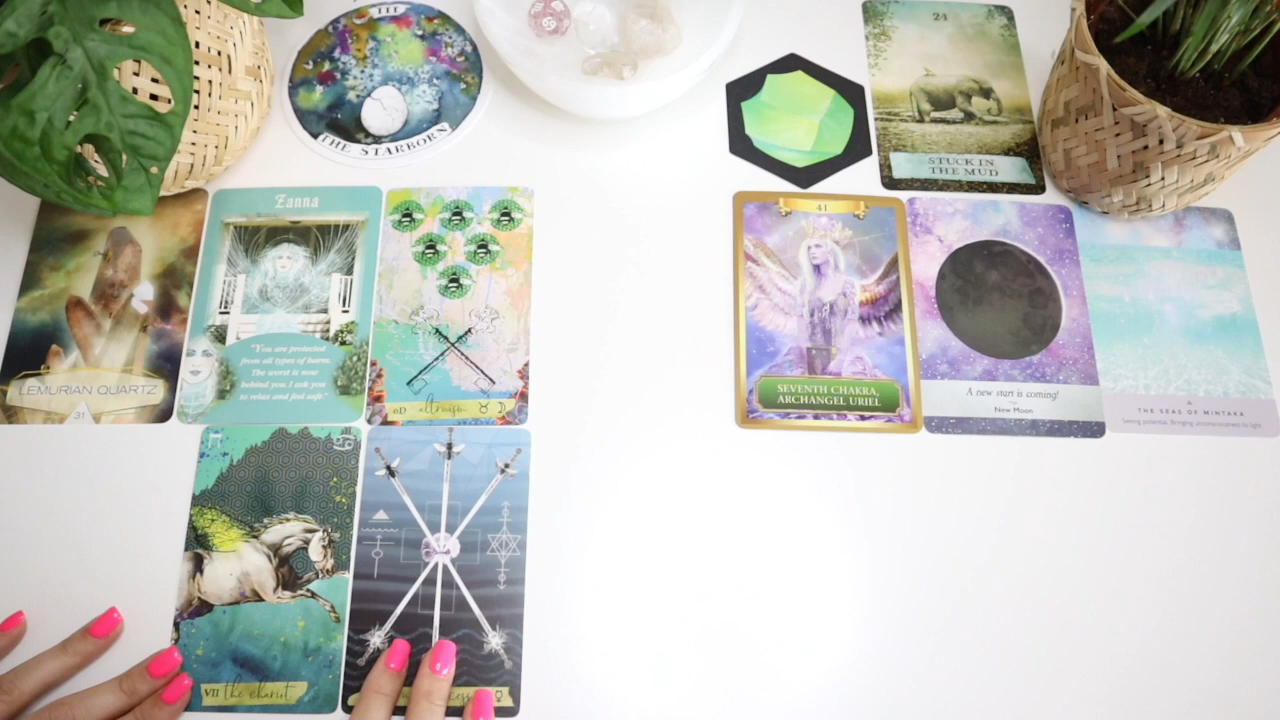 III
THE STARBORN
24
STUCK IN
THE MUD
LEMURIAN QUARTZ
31
Zanna
"You are protected
from all types of harm.
The worst is now
behind you. I ask you
to relax and feel safe."
6D altruism
41
SEVENTH CHAKRA,
ARCHANGEL URIEL
A new start is coming!
New Moon
THE SEAS OF MINTAKA
Seeing potential. Bringing unconsciousness to light.
VII the chariot